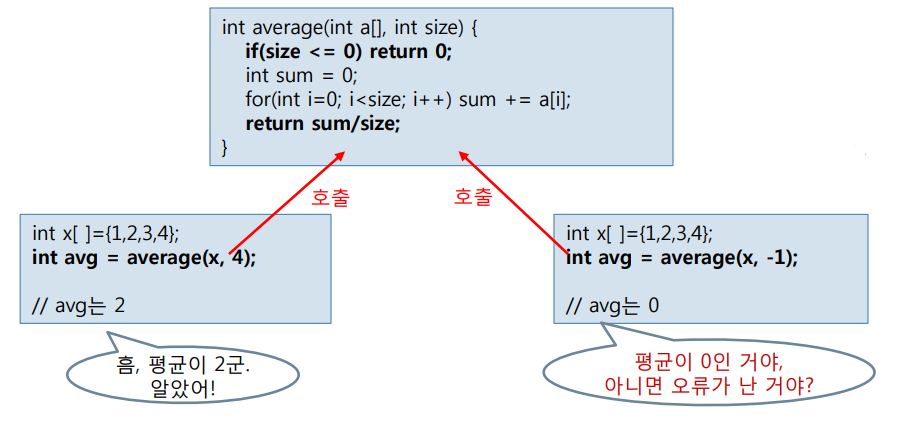 int average(int a[], int size) {
if(size <= 0) return 0;
int sum = 0;
for(int i=0; i<size; i++) sum += a[i];
return sum/size;
}
호출
호출
int x[ ]={1,2,3,4};
int avg = average(x, 4);
// avg는 2
int x[ ]={1,2,3,4};
int avg = average(x, -1);
// avg는 0
흠, 평균이 2군.
알았어!
평균이 0인 거야,
아니면 오류가 난 거야?